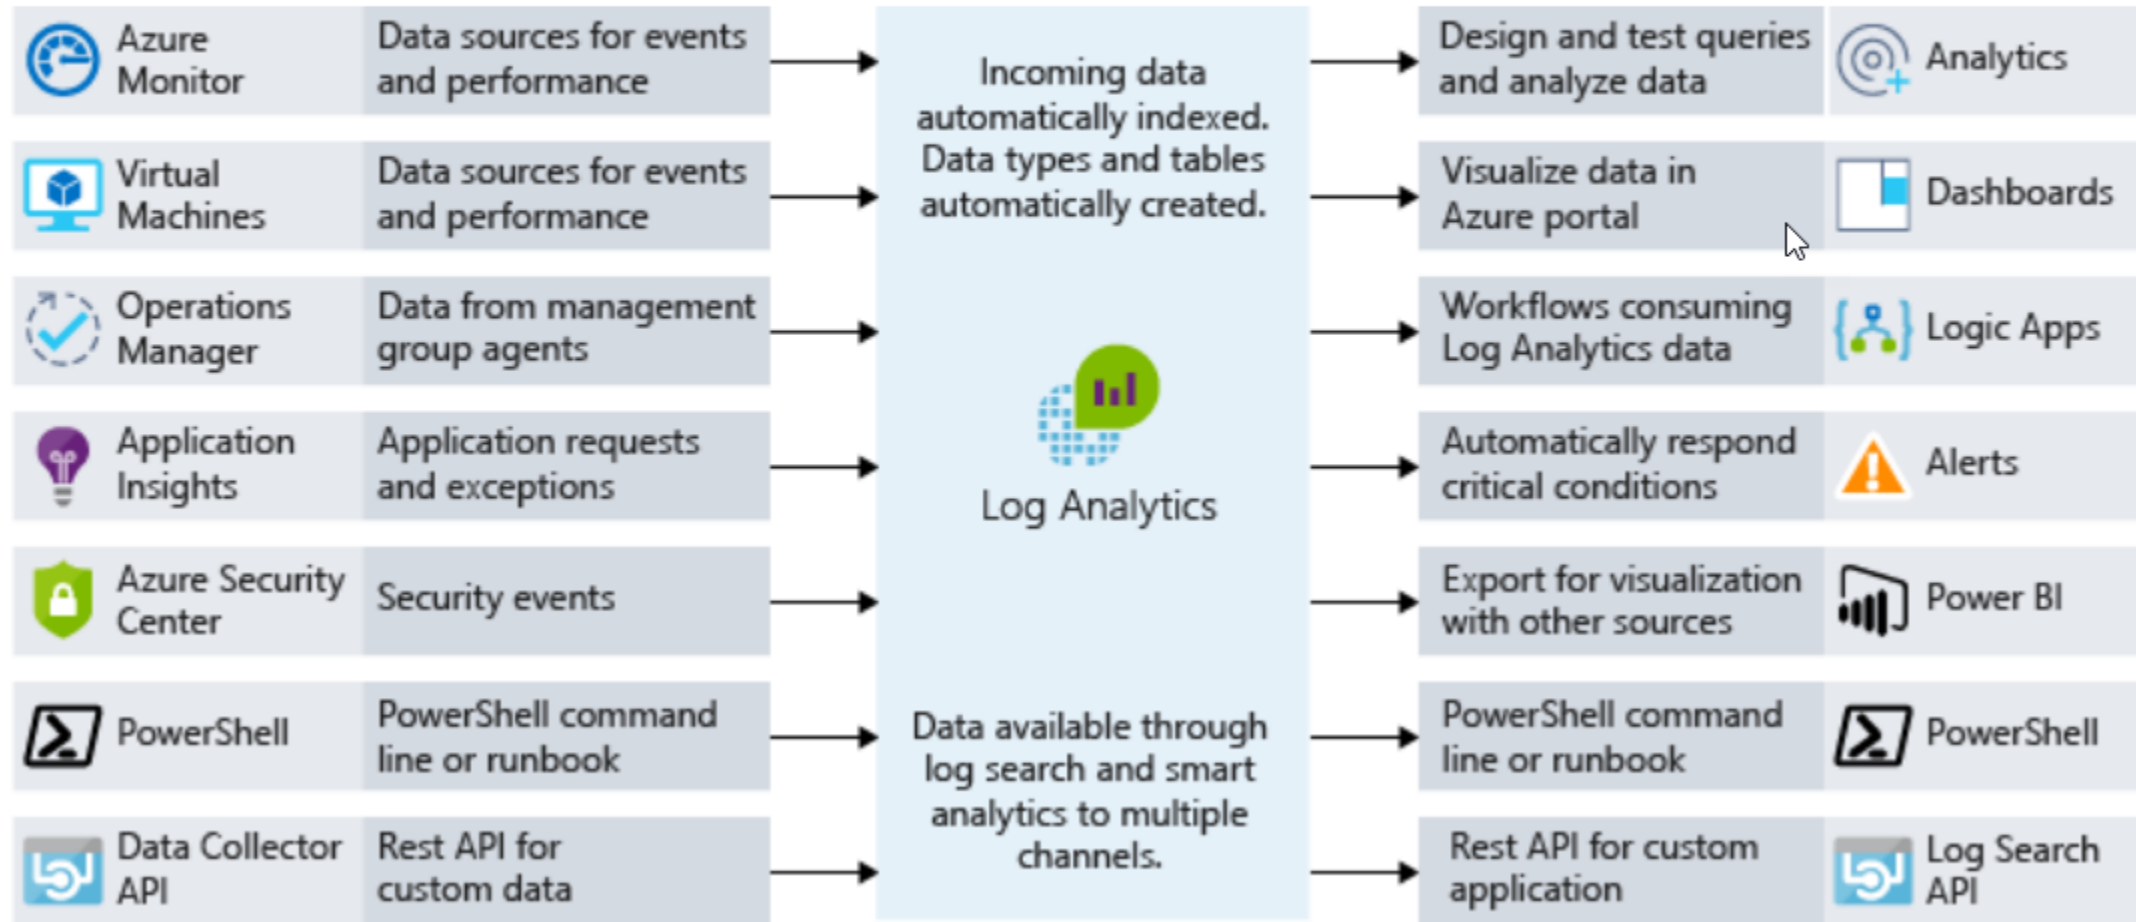 Azure
Monitor
Data sources for events
and performance
Virtual
Machines
Data sources for events
and performance
Operations
Manager
Data from management
group agents
Application
Insights
Application requests
and exceptions
Azure Security
Center
Security events
PowerShell
PowerShell command
line or runbook
Data Collector
API
Rest API for
custom data
Incoming data
automatically indexed.
Data types and tables
automatically created.
Log Analytics
Data available through
log search and smart
analytics to multiple
channels.
Design and test queries
and analyze data
Analytics
Visualize data in
Azure portal
Dashboards
Workflows consuming
Log Analytics data
Logic Apps
Automatically respond
critical conditions
Alerts
Export for visualization
with other sources
Power BI
PowerShell command
line or runbook
PowerShell
Rest API for custom
application
Log Search
API